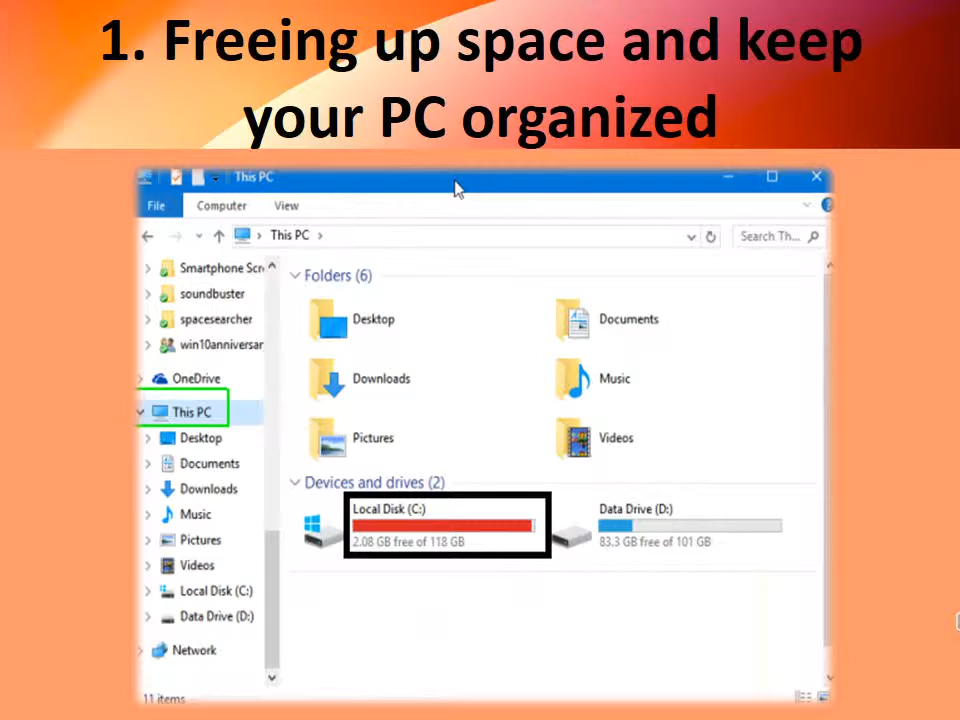 1. Freeing up space and keep
your PC organized
This PC
File Computer View
This PC
Search Th...
Smartphone Scr
soundbuster
spacesearcher
win10anniversar
OneDrive
This PC
Desktop
Documents
Downloads
Music
Pictures
Videos
Local Disk (C:)
Data Drive (D:)
Network
Folders (6)
Desktop
Documents
Downloads
Music
Pictures
Videos
Devices and drives (2)
Local Disk (C:)
2.08 GB free of 118 GB
Data Drive (D:)
83.3 GB free of 101 GB
11 items